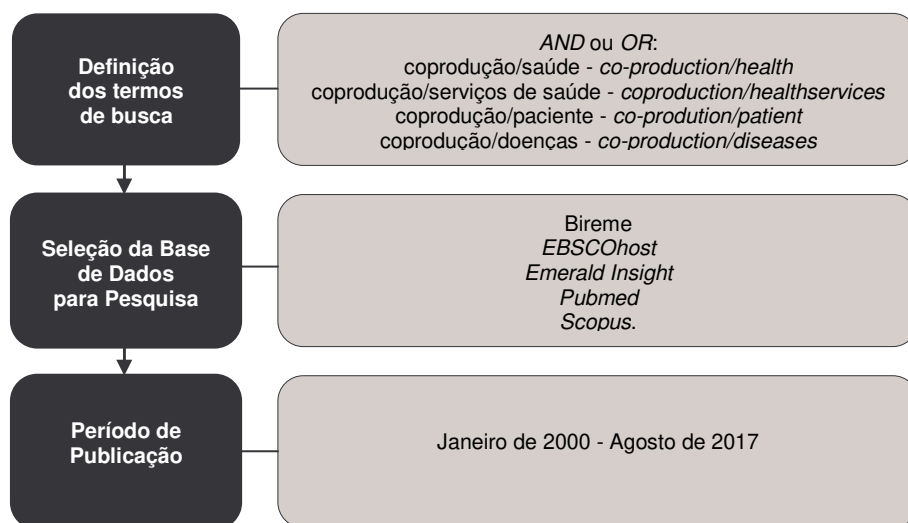 Definição
dos termos
de busca
AND ou OR:
coprodução/saúde - co-production/health
coprodução/serviços de saúde - coproduction/healthservices
coprodução/paciente - co-prodution/patient
coprodução/doenças - co-production/diseases
Seleção da Base
de Dados
para Pesquisa
Bireme
EBSCOhost
Emerald Insight
Pubmed
Scopus.
Período de
Publicação
Janeiro de 2000 - Agosto de 2017